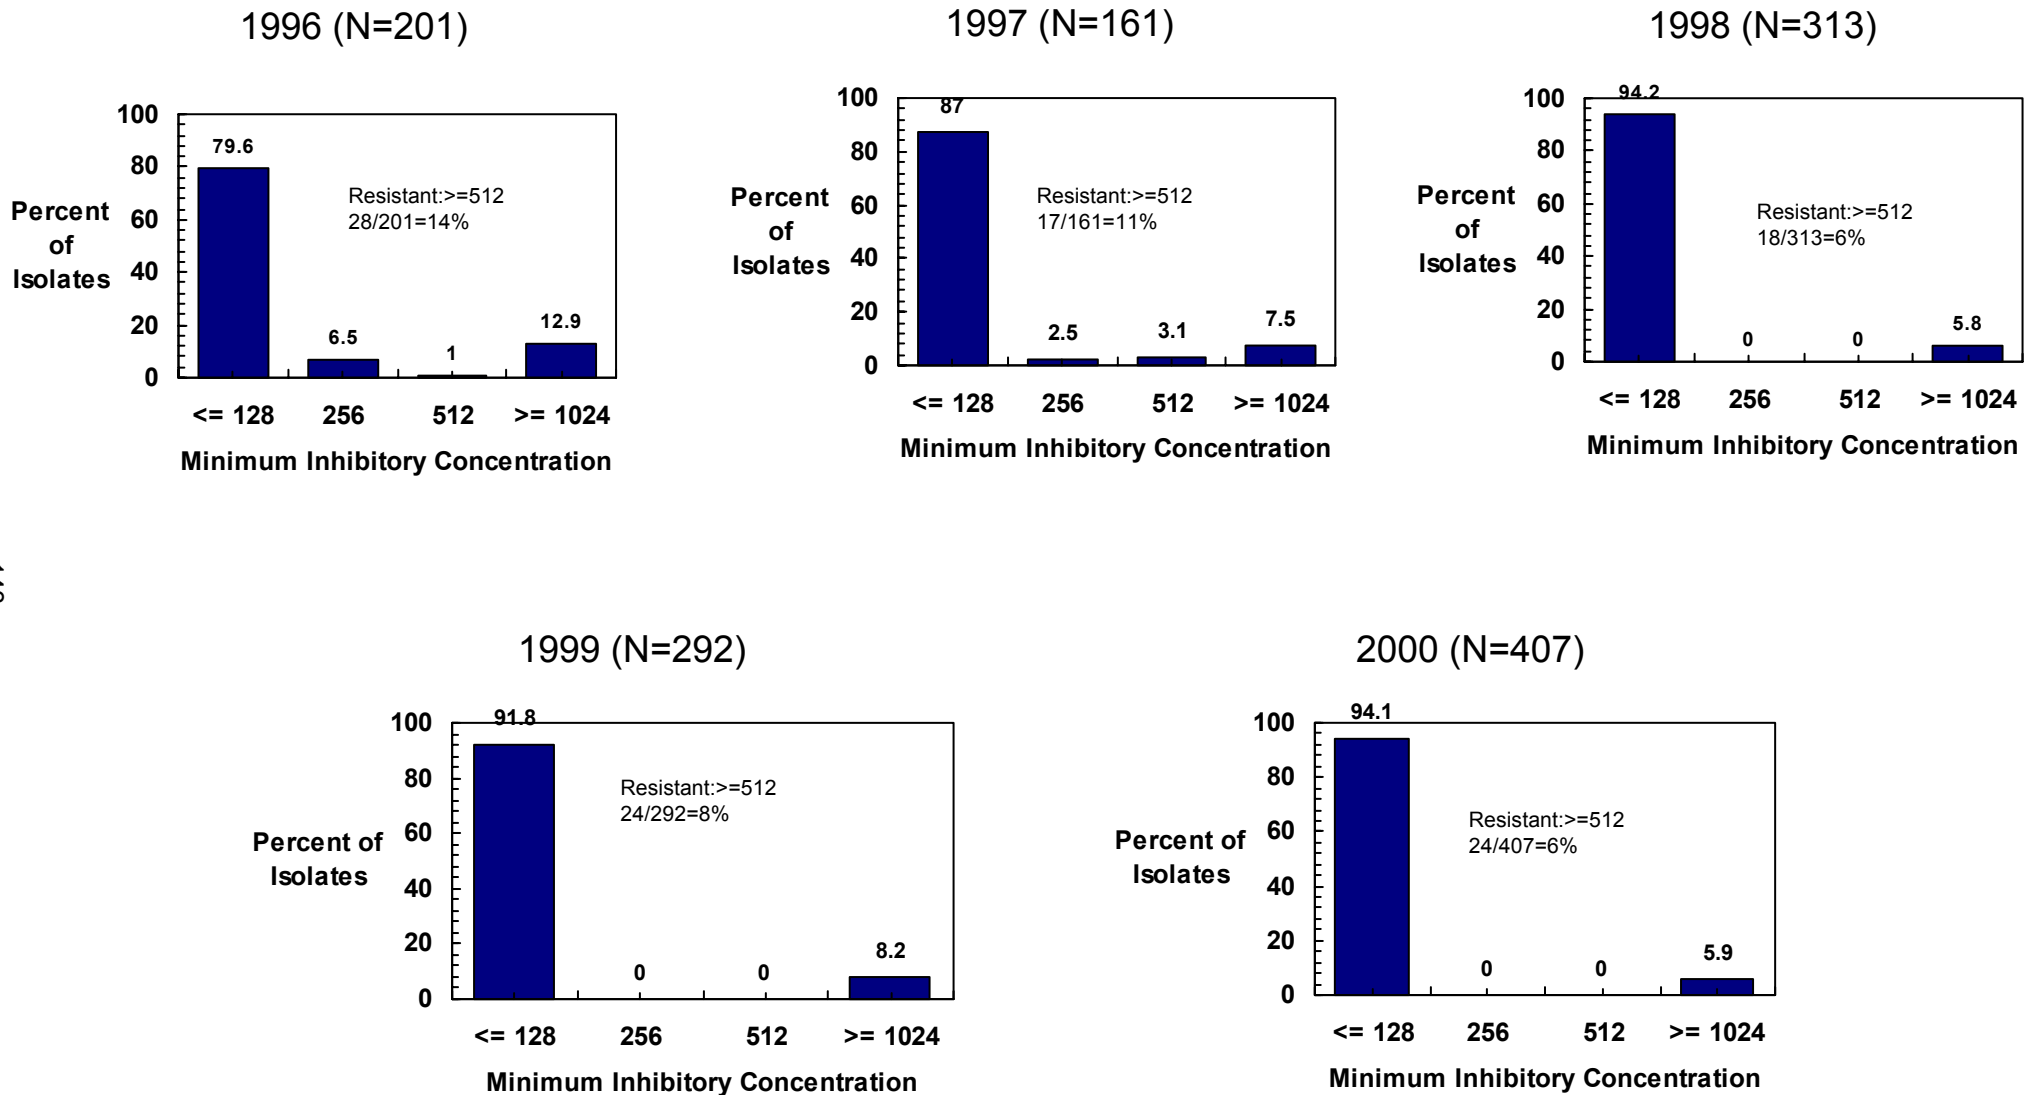 1996 (N=201)
100
80
60
40
20
0
Percent
of
Isolates
79.6
6.5
1
12.9
Resistant:>=512
28/201=14%
<= 128 256 512 >= 1024
Minimum Inhibitory Concentration
1997 (N=161)
100
80
60
40
20
0
Percent
of
Isolates
87
2.5
3.1
7.5
Resistant:>=512
17/161=11%
<= 128 256 512 >= 1024
Minimum Inhibitory Concentration
1998 (N=313)
100
80
60
40
20
0
Percent
of
Isolates
94.2
0
0
5.8
Resistant:>=512
18/313=6%
<= 128 256 512 >= 1024
Minimum Inhibitory Concentration
1999 (N=292)
100
80
60
40
20
0
Percent of
Isolates
91.8
0
0
8.2
Resistant:>=512
24/292=8%
<= 128 256 512 >= 1024
Minimum Inhibitory Concentration
2000 (N=407)
100
80
60
40
20
0
Percent of
Isolates
94.1
0
0
5.9
Resistant:>=512
24/407=6%
<= 128 256 512 >= 1024
Minimum Inhibitory Concentration